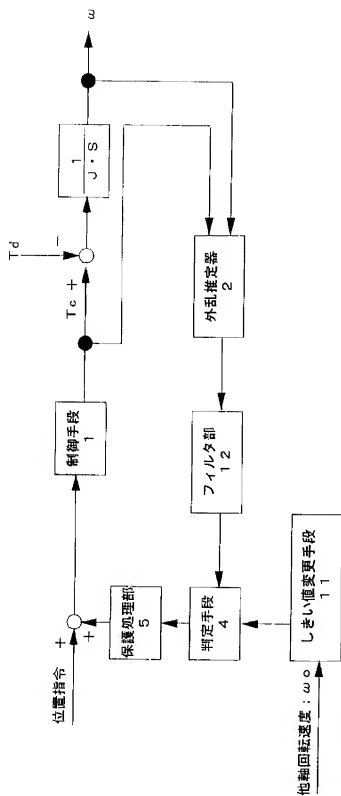 位置指令
+
+
制御手段
1
Tc +
Td
−
1
J・S
ω
外乱推定器
2
フィルタ部
12
判定手段
4
保護処理部
5
しきい値変更手段
11
他軸回転速度:ωo